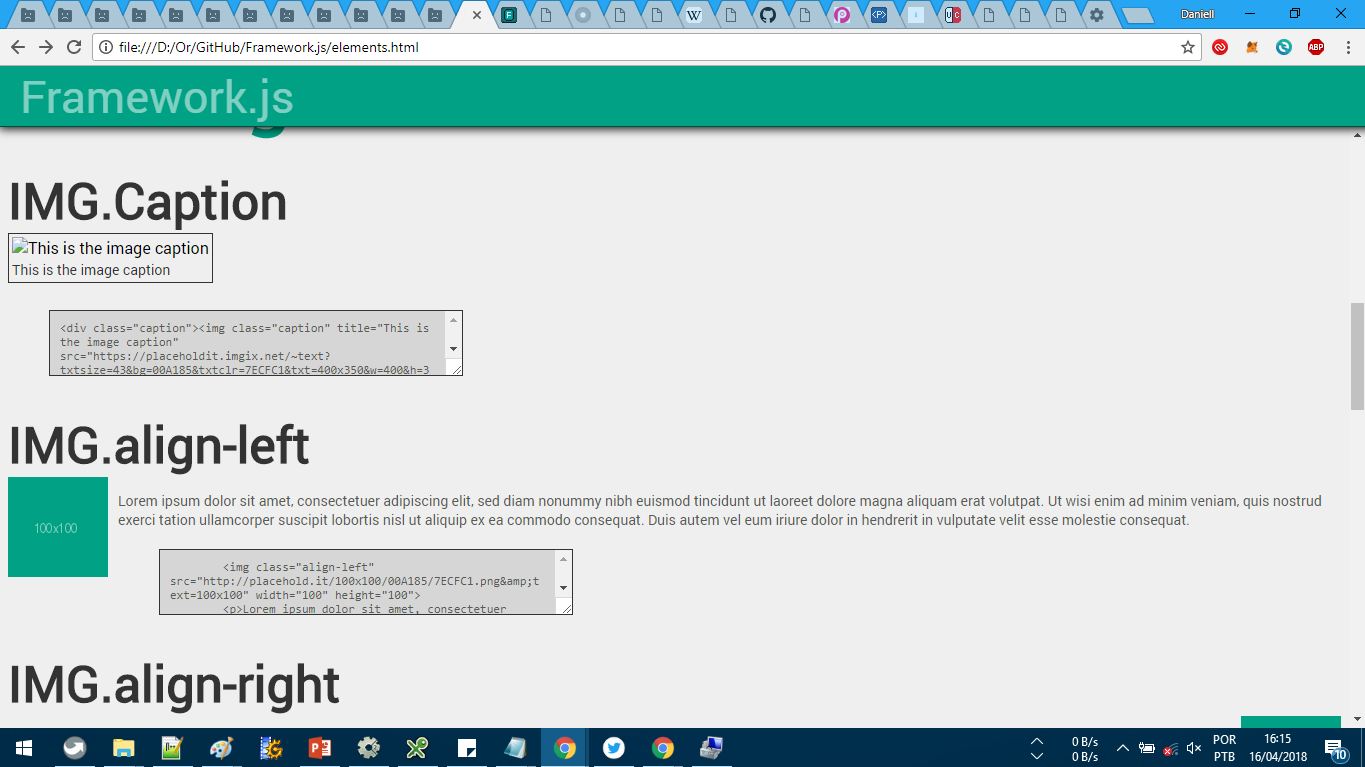 Daniell
file:///D:/Or/GitHub/Framework.js/elements.html
ABP
Framework.js
IMG.Caption
This is the image caption
This is the image caption
<div class="caption"><img class="caption" title="This is
the image caption"
src="https://placeholdit.imgix.net/~text?
txtsize=43&bg=00A185&txtclr=7ECFC1&txt=400x350&w=400&h=3
IMG.align-left
100x100
Lorem ipsum dolor sit amet, consectetuer adipiscing elit, sed diam nonummy nibh euismod tincidunt ut laoreet dolore magna aliquam erat volutpat. Ut wisi enim ad minim veniam, quis nostrud
exerci tation ullamcorper suscipit lobortis nisl ut aliquip ex ea commodo consequat. Duis autem vel eum iriure dolor in hendrerit in vulputate velit esse molestie consequat.
<img class="align-left"
src="http://placehold.it/100x100/00A185/7ECFC1.png&amp;t
ext=100x100" width="100" height="100">
<p>Lorem ipsum dolor sit amet, consectetuer
IMG.align-right
0 B/s
0 B/s
POR
PTB
16:15
16/04/2018
10